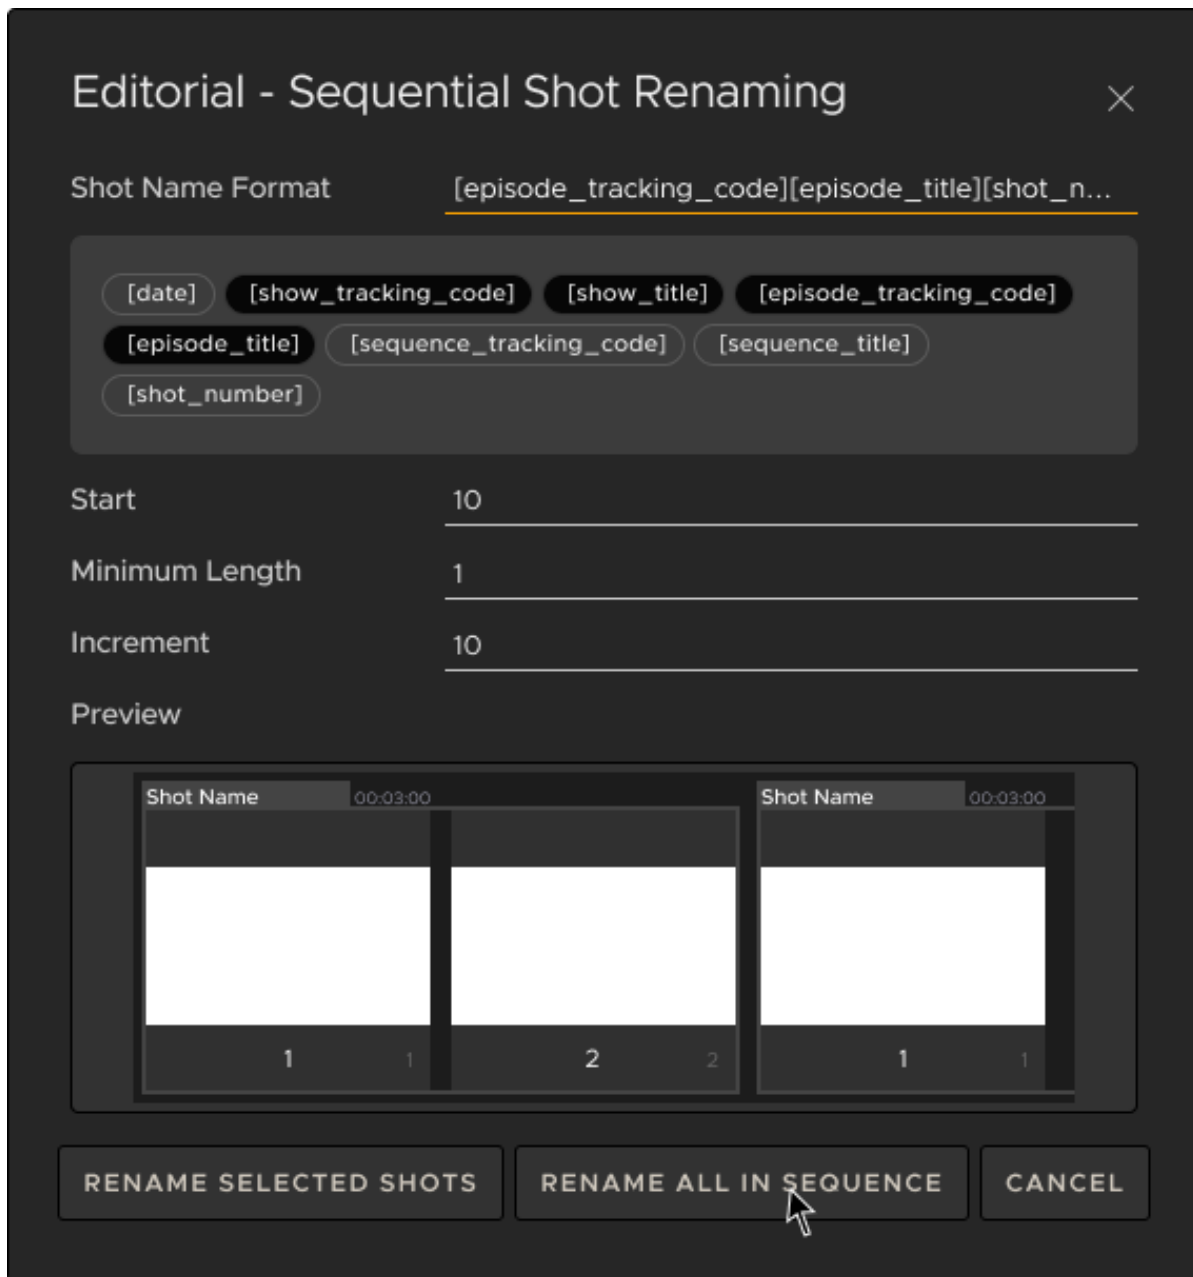 Editorial - Sequential Shot Renaming
Shot Name Format [episode_tracking_code][episode_title][shot_n...
[date] [show_tracking_code] [show_title] [episode_tracking_code]
[episode_title] [sequence_tracking_code] [sequence_title]
[shot_number]
Start 10
Minimum Length 1
Increment 10
Preview
Shot Name 00:03:00 Shot Name 00:03:00
1 1 2 2 1 1
RENAME SELECTED SHOTS RENAME ALL IN SEQUENCE CANCEL